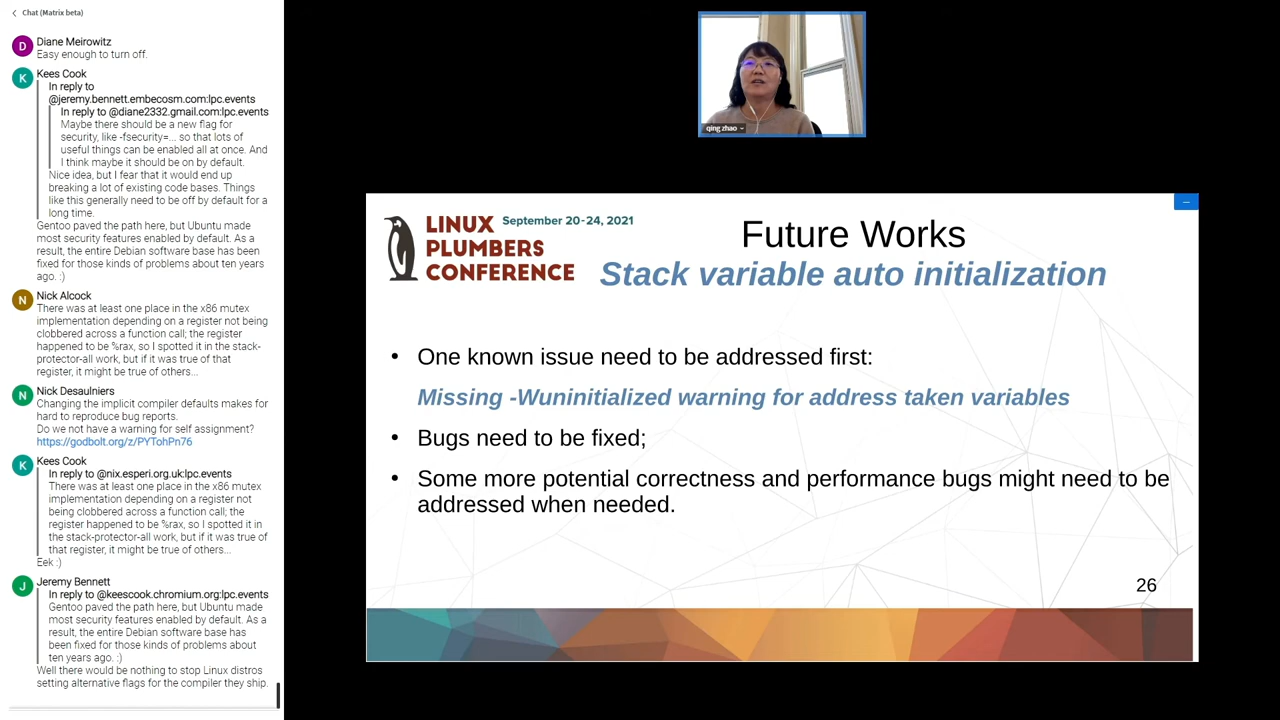 Chat (Matrix beta)
D
Diane Meirowitz
Easy enough to turn off.
K
Kees Cook
In reply to
@jeremy.bennett.embecosm.com:lpc.events
In reply to @diane2332.gmail.com:lpc.events
Maybe there should be a new flag for
security, like -fsecurity=... so that lots of
useful things can be enabled all at once. And
I think maybe it should be on by default.
Nice idea, but I fear that it would end up
breaking a lot of existing code bases. Things
like this generally need to be off by default for a
long time.
Gentoo paved the path here, but Ubuntu made
most security features enabled by default. As a
result, the entire Debian software base has been
fixed for those kinds of problems about ten years
ago. :)
N
Nick Alcock
There was at least one place in the x86 mutex
implementation depending on a register not being
clobbered across a function call; the register
happened to be %rax, so I spotted it in the stack-
protector-all work, but if it was true of that
register, it might be true of others...
N
Nick Desaulniers
Changing the implicit compiler defaults makes for
hard to reproduce bug reports.
Do we not have a warning for self assignment?
https://godbolt.org/z/PYTohPn76
K
Kees Cook
In reply to @nix.esperi.org.uk:lpc.events
There was at least one place in the x86 mutex
implementation depending on a register not
being clobbered across a function call; the
register happened to be %rax, so I spotted it in
the stack-protector-all work, but if it was true of
that register, it might be true of others...
Eek :)
J
Jeremy Bennett
In reply to @keescook.chromium.org:lpc.events
Gentoo paved the path here, but Ubuntu made
most security features enabled by default. As a
result, the entire Debian software base has
been fixed for those kinds of problems about
ten years ago. :)
Well there would be nothing to stop Linux distros
setting alternative flags for the compiler they ship.
qing zhao
LINUX
PLUMBERS
CONFERENCE
September 20-24, 2021
Future Works
Stack variable auto initialization
• One known issue need to be addressed first:
Missing -Wuninitialized warning for address taken variables
• Bugs need to be fixed;
• Some more potential correctness and performance bugs might need to be
addressed when needed.
26